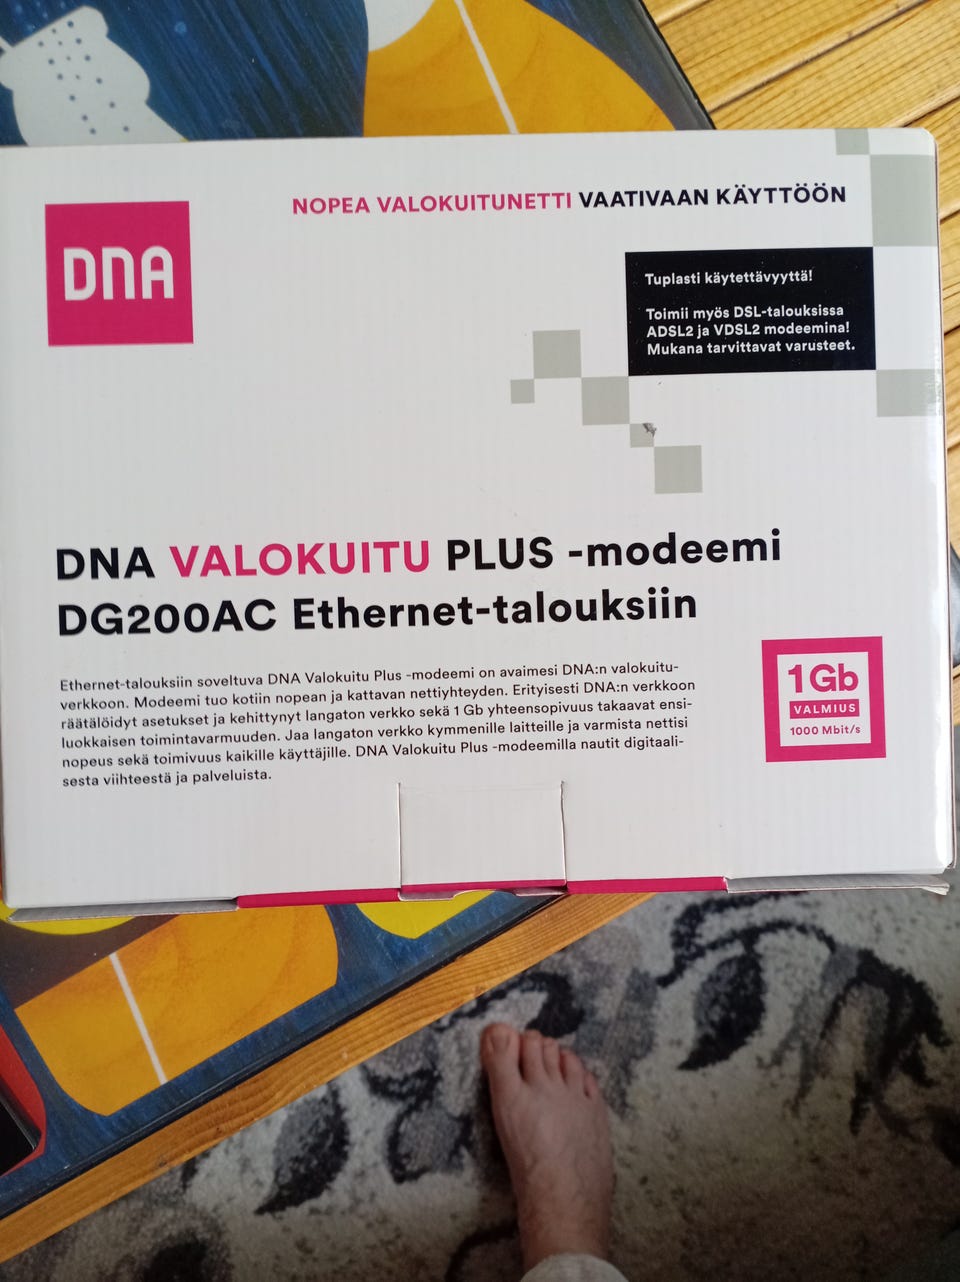 DNA
NOPEA VALOKUITUNETTI VAATIVAAN KÄYTTÖÖN
Tuplasti käytettävyyttä!
Toimii myös DSL-talouksissa
ADSL2 ja VDSL2 modeemina!
Mukana tarvittavat varusteet.
DNA VALOKUITU PLUS -modeemi
DG200AC Ethernet-talouksiin
Ethernet-talouksiin soveltuva DNA Valokuitu Plus -modeemi on avaimesi DNA:n valokuitu-
verkkoon. Modeemi tuo kotiin nopean ja kattavan nettiyhteyden. Erityisesti DNA:n verkkoon
räätälöidyt asetukset ja kehittynyt langaton verkko sekä 1 Gb yhteensopivuus takaavat ensi-
luokkaisen toimintavarmuuden. Jaa langaton verkko kymmenille laitteille ja varmista nettisi
nopeus sekä toimivuus kaikille käyttäjille. DNA Valokuitu Plus -modeemilla nautit digitaali-
sesta viihteestä ja palveluista.
1Gb
VALMIUS
1000 Mbit/s